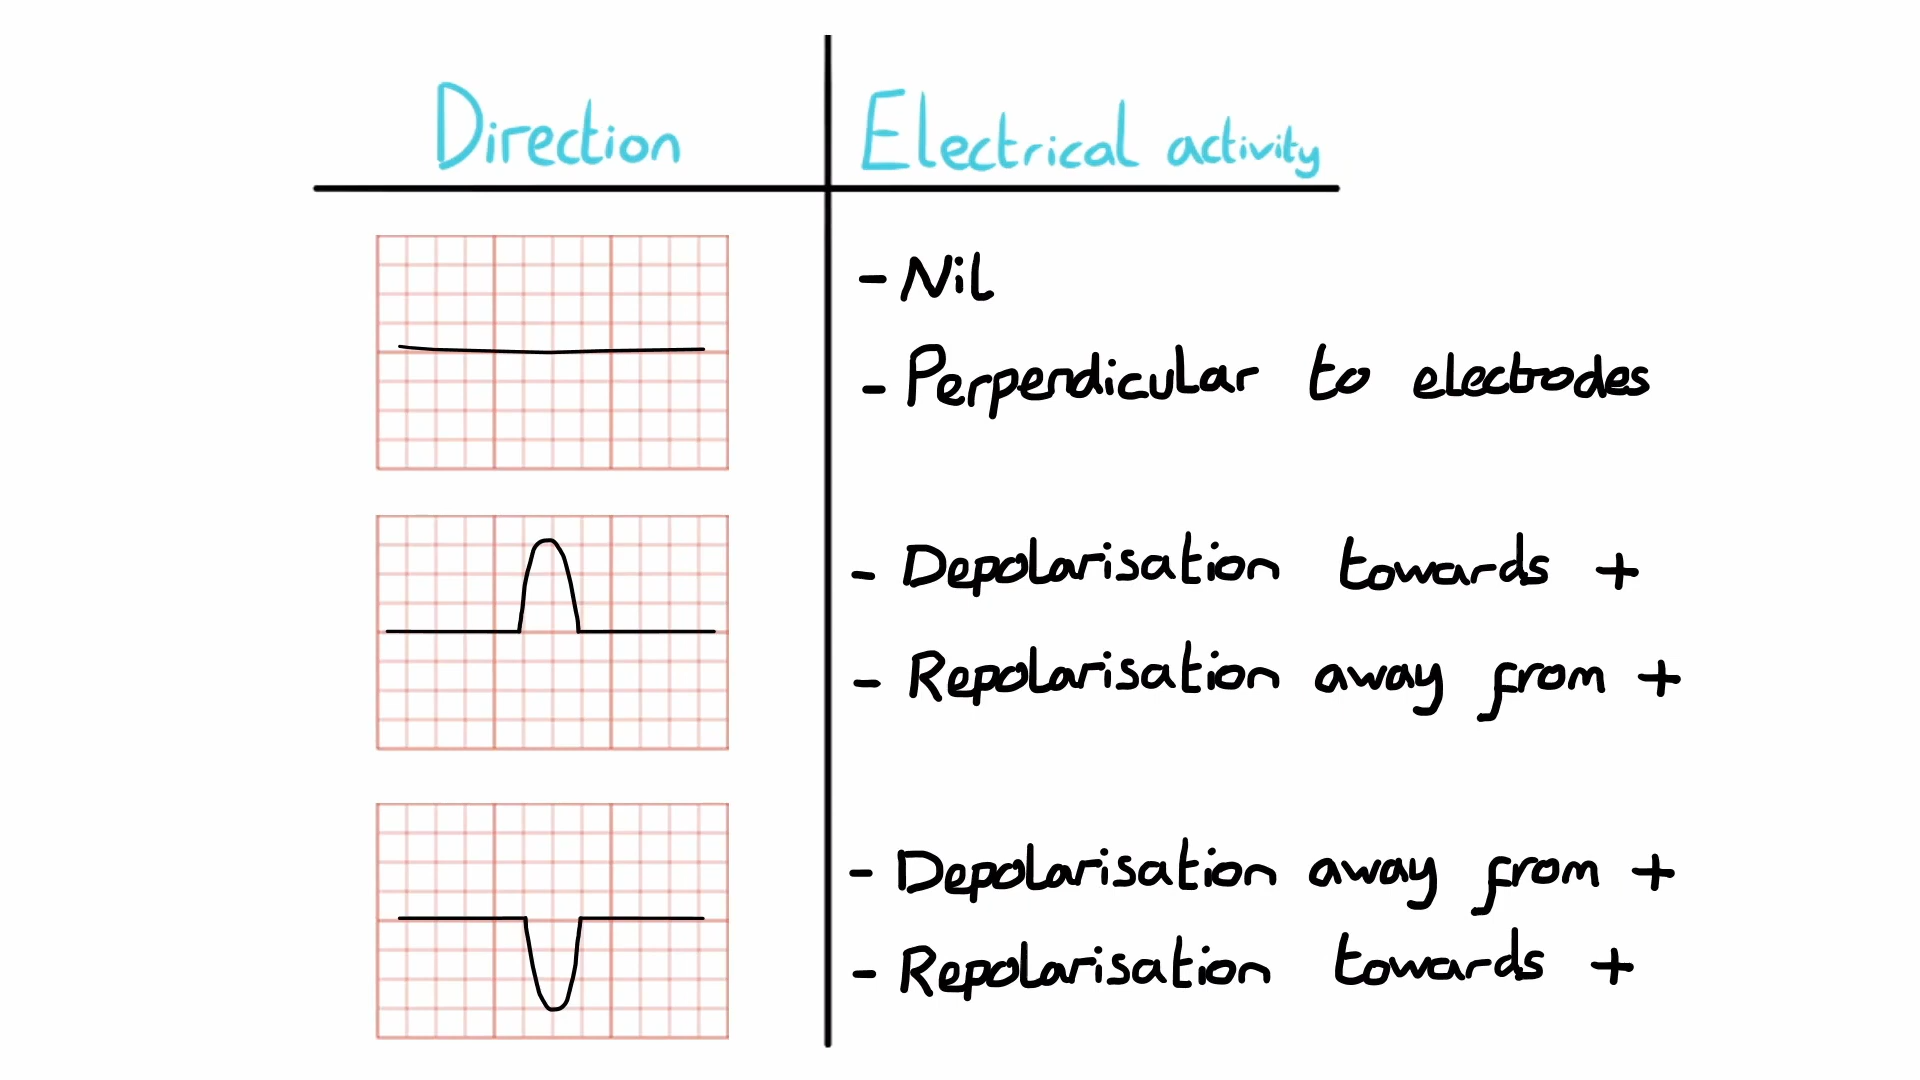 Direction
Electrical activity
- Nil
- Perpendicular to electrodes
- Depolarisation towards +
- Repolarisation away from +
- Depolarisation away from +
- Repolarisation towards +